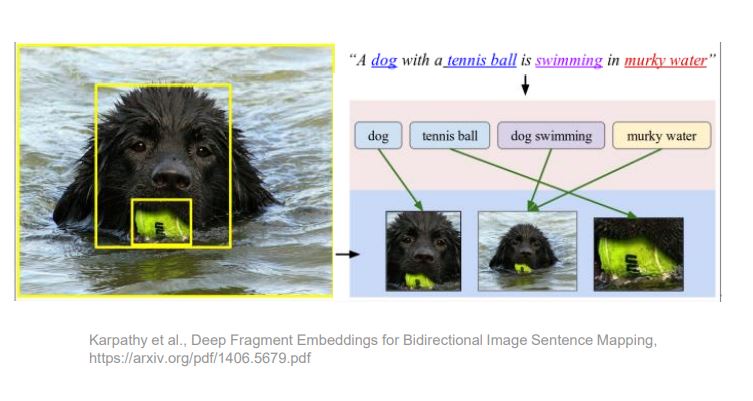 “A dog with a tennis ball is swimming in murky water”
dog
tennis ball
dog swimming
murky water
Karpathy et al., Deep Fragment Embeddings for Bidirectional Image Sentence Mapping,
https://arxiv.org/pdf/1406.5679.pdf